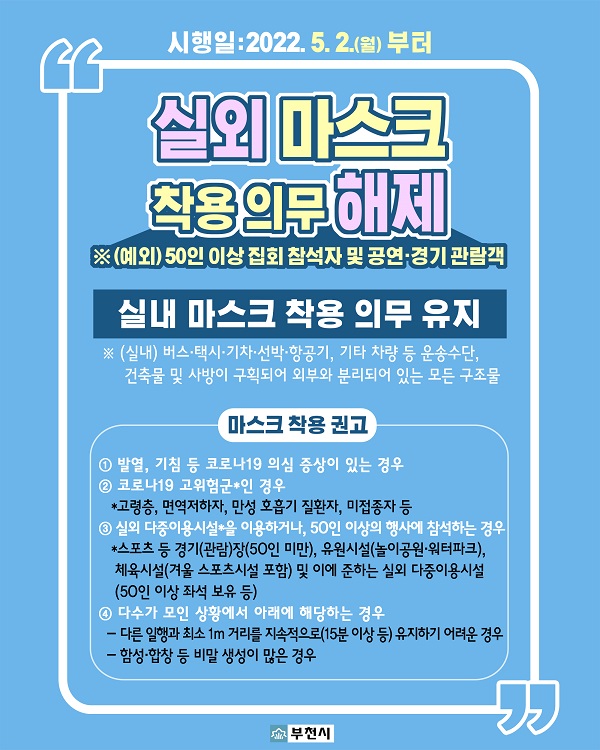 시행일:2022. 5. 2.(월) 부터
실외 마스크
착용 의무 해제
※ (예외) 50인 이상 집회 참석자 및 공연·경기 관람객
실내 마스크 착용 의무 유지
※ (실내) 버스·택시·기차·선박·항공기, 기타 차량 등 운송수단,
건축물 및 사방이 구획되어 외부와 분리되어 있는 모든 구조물
마스크 착용 권고
① 발열, 기침 등 코로나19 의심 증상이 있는 경우
② 코로나19 고위험군*인 경우
*고령층, 면역저하자, 만성 호흡기 질환자, 미접종자 등
③ 실외 다중이용시설*을 이용하거나, 50인 이상의 행사에 참석하는 경우
*스포츠 등 경기(관람)장(50인 미만), 유원시설(놀이공원·워터파크),
체육시설(겨울 스포츠시설 포함) 및 이에 준하는 실외 다중이용시설
(50인 이상 좌석 보유 등)
④ 다수가 모인 상황에서 아래에 해당하는 경우
– 다른 일행과 최소 1m 거리를 지속적으로(15분 이상 등) 유지하기 어려운 경우
– 함성·합창 등 비말 생성이 많은 경우
부천시